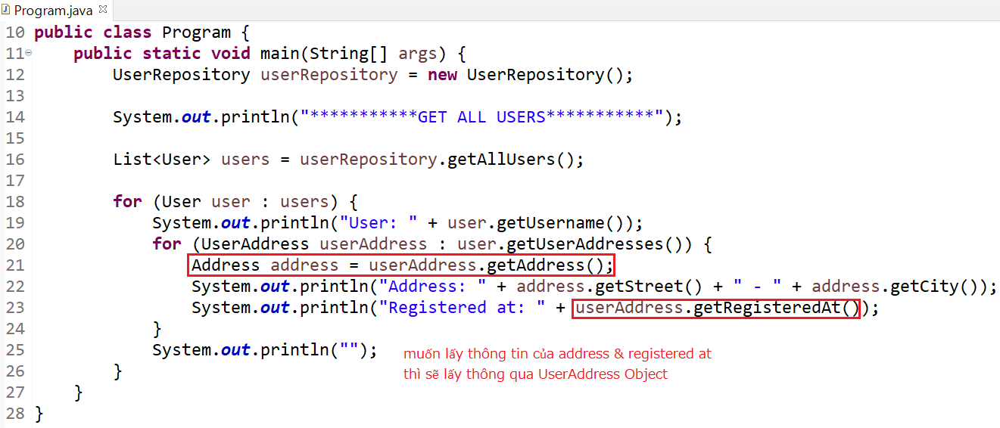 Program.java
10 public class Program {
11 public static void main(String[] args) {
12 UserRepository userRepository = new UserRepository();
13
14 System.out.println("***********GET ALL USERS***********");
15
16 List<User> users = userRepository.getAllUsers();
17
18 for (User user : users) {
19 System.out.println("User: " + user.getUsername());
20 for (UserAddress userAddress : user.getUserAddresses()) {
21 Address address = userAddress.getAddress();
22 System.out.println("Address: " + address.getStreet() + " - " + address.getCity());
23 System.out.println("Registered at: " + userAddress.getRegisteredAt());
24 }
25 System.out.println("");
muốn lấy thông tin của address & registered at
26 }
thì sẽ lấy thông qua UserAddress Object
27 }
28 }